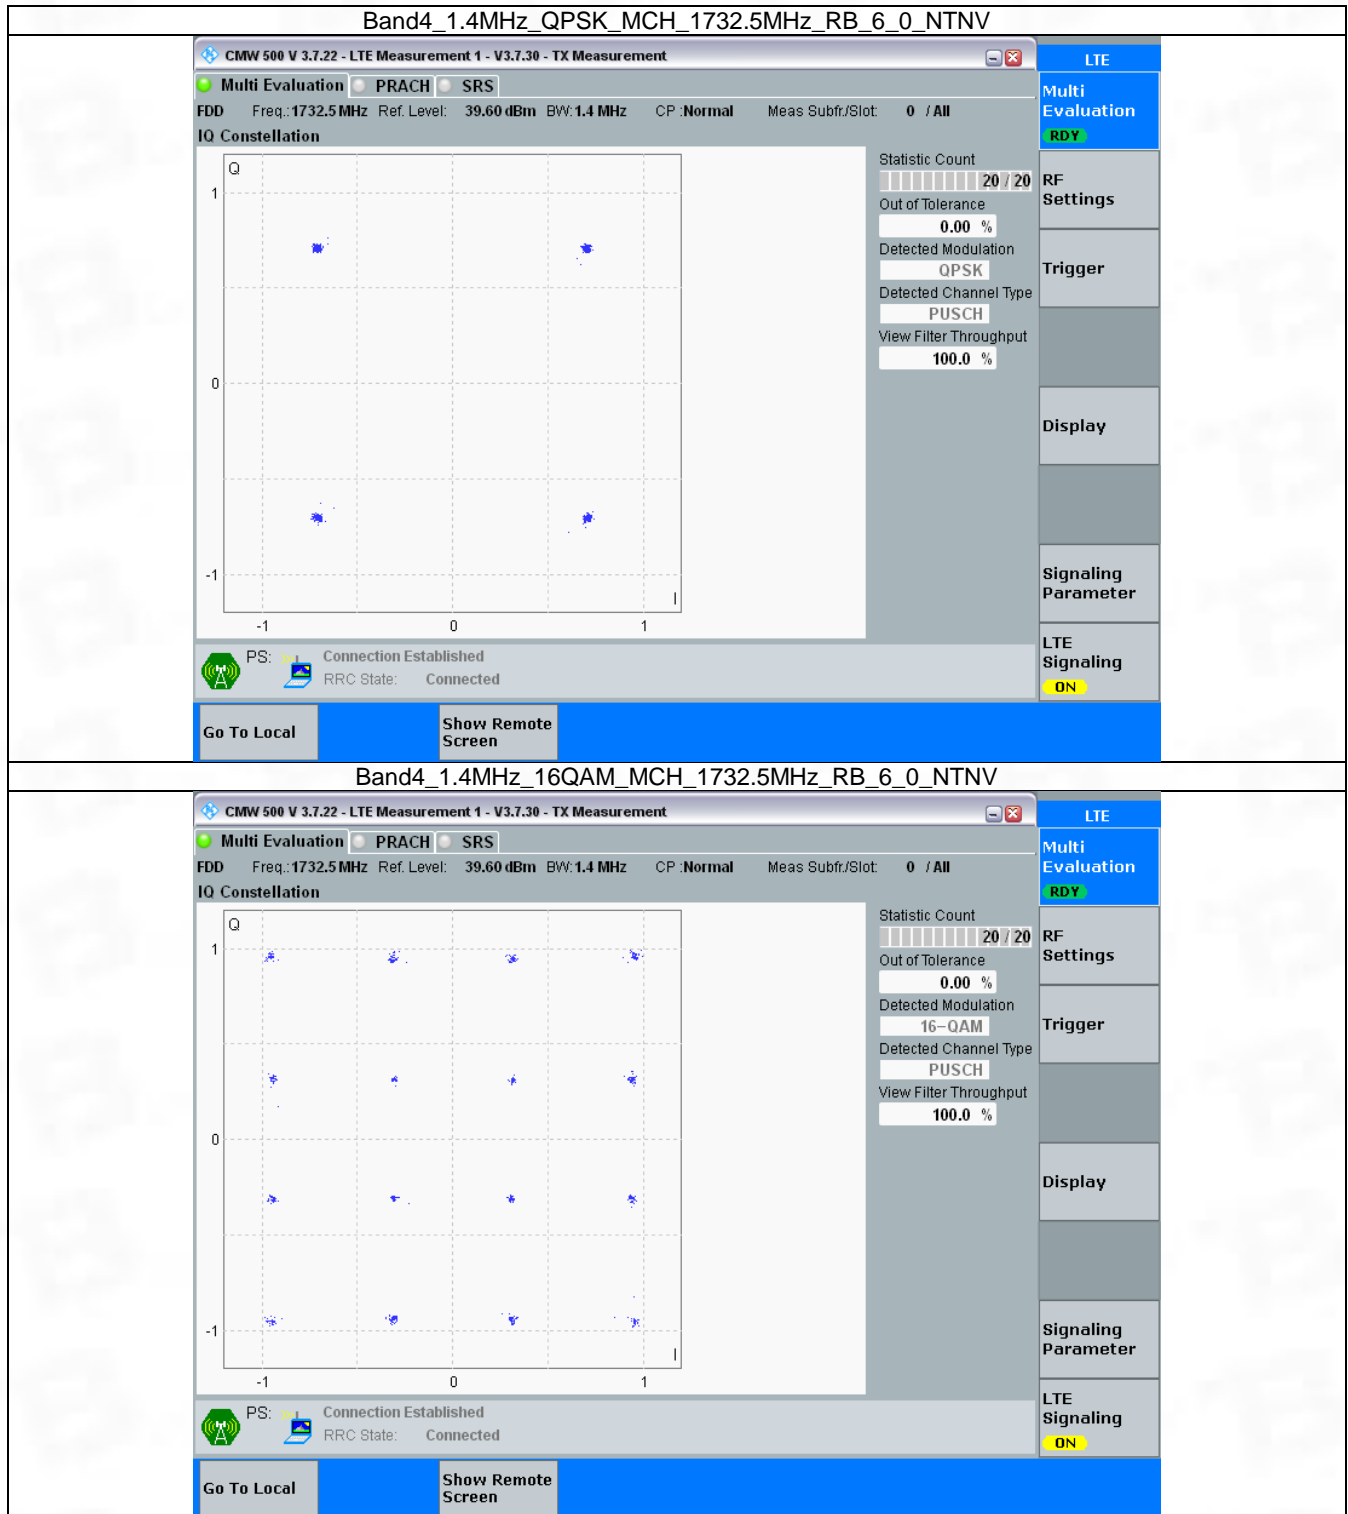 Band4_1.4MHz_QPSK_MCH_1732.5MHz_RB_6_0_NTNV
CMW 500 V 3.7.22 - LTE Measurement 1 - V3.7.30 - TX Measurement
LTE
Multi Evaluation PRACH SRS
FDD Freq.:1732.5 MHz Ref. Level: 39.60 dBm BW:1.4 MHz CP :Normal Meas Subfr./Slot: 0 / All
IQ Constellation
Q
1
0
-1
I
-1 0 1
Statistic Count
20 / 20
Out of Tolerance
0.00 %
Detected Modulation
QPSK
Detected Channel Type
PUSCH
View Filter Throughput
100.0 %
Multi
Evaluation
RDY
RF
Settings
Trigger
Display
Signaling
Parameter
LTE
Signaling
ON
PS: Connection Established
RRC State: Connected
Go To Local
Show Remote
Screen
Band4_1.4MHz_16QAM_MCH_1732.5MHz_RB_6_0_NTNV
CMW 500 V 3.7.22 - LTE Measurement 1 - V3.7.30 - TX Measurement
LTE
Multi Evaluation PRACH SRS
FDD Freq.:1732.5 MHz Ref. Level: 39.60 dBm BW:1.4 MHz CP :Normal Meas Subfr./Slot: 0 / All
IQ Constellation
Q
1
0
-1
I
-1 0 1
Statistic Count
20 / 20
Out of Tolerance
0.00 %
Detected Modulation
16-QAM
Detected Channel Type
PUSCH
View Filter Throughput
100.0 %
Multi
Evaluation
RDY
RF
Settings
Trigger
Display
Signaling
Parameter
LTE
Signaling
ON
PS: Connection Established
RRC State: Connected
Go To Local
Show Remote
Screen